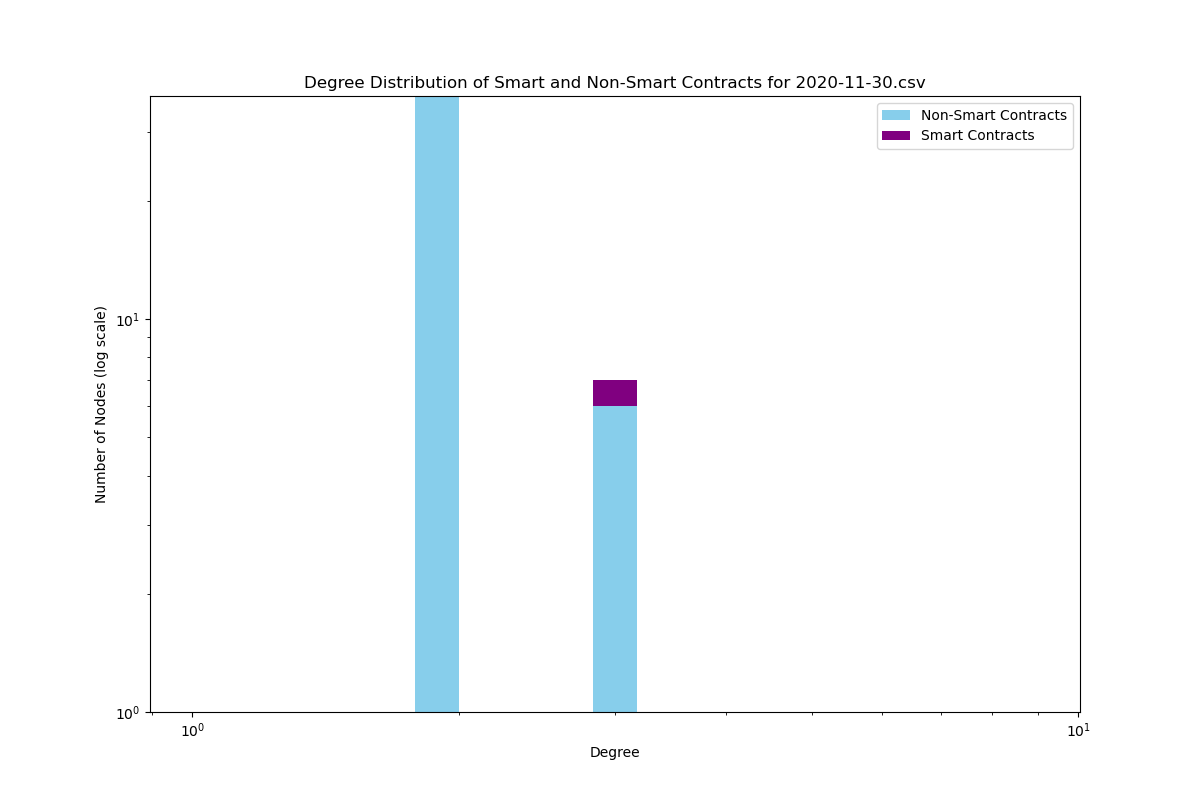 Degree Distribution of Smart and Non-Smart Contracts for 2020-11-30.csv
Non-Smart Contracts
Smart Contracts
Number of Nodes (log scale)
10¹
10⁰
10⁰
10¹
Degree